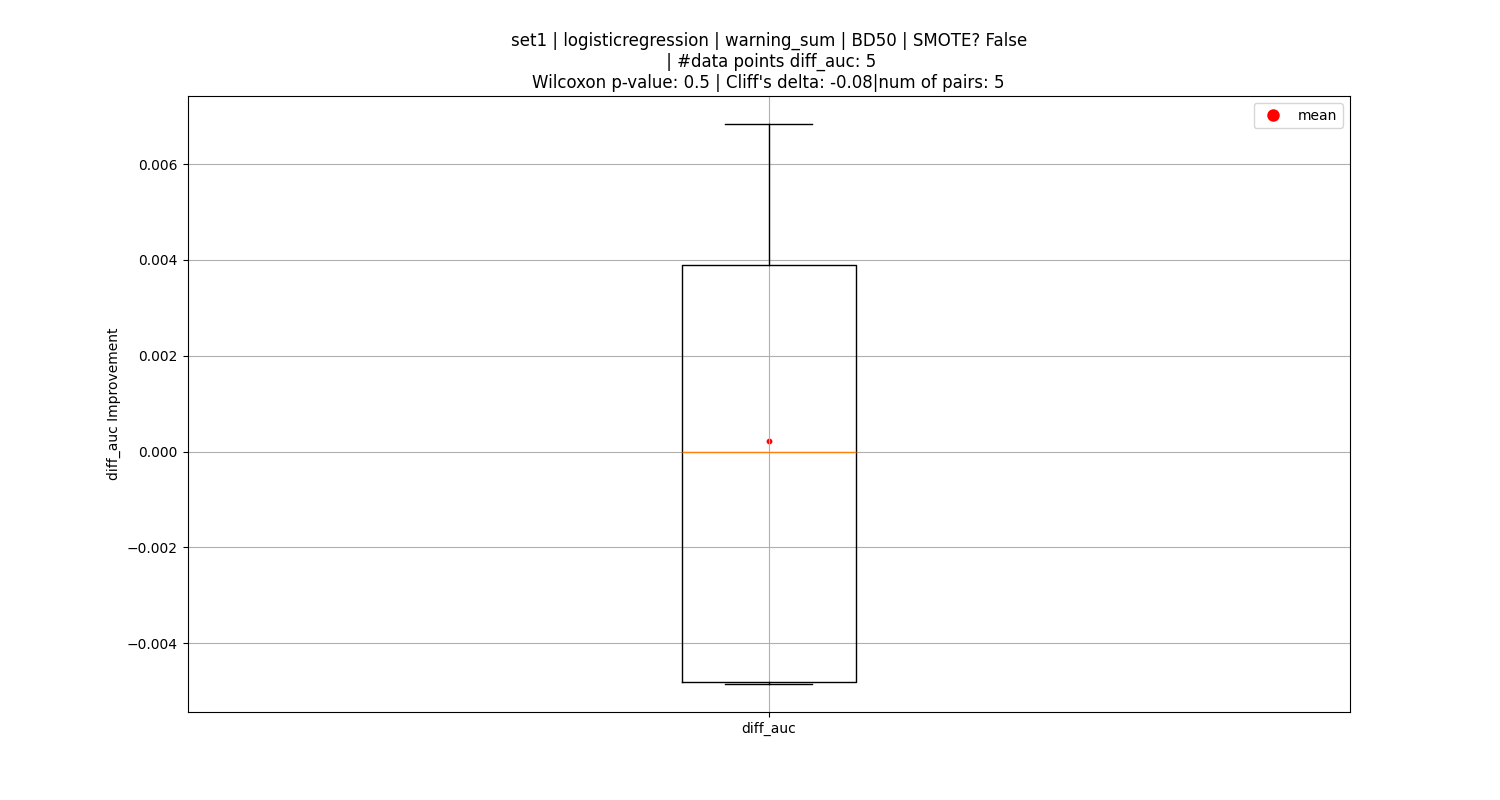 set1 | logisticregression | warning_sum | BD50 | SMOTE? False
| #data points diff_auc: 5
Wilcoxon p-value: 0.5 | Cliff's delta: -0.08|num of pairs: 5
mean
0.006
0.004
0.002
0.000
−0.002
−0.004
diff_auc Improvement
diff_auc